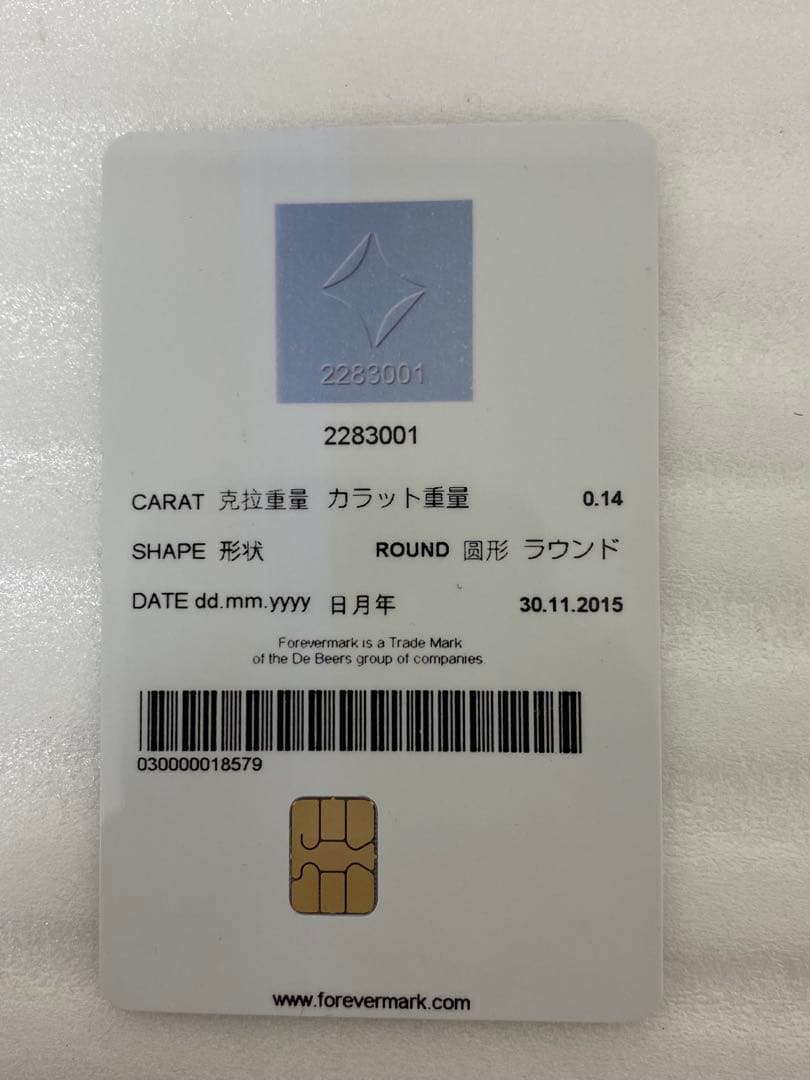 2283001
2283001
CARAT 克拉重量 カラット重量 0.14
SHAPE 形状 ROUND 圆形 ラウンド
DATE dd.mm.yyyy 日月年 30.11.2015
Forevermark is a Trade Mark
of the De Beers group of companies
030000018579
www.forevermark.com